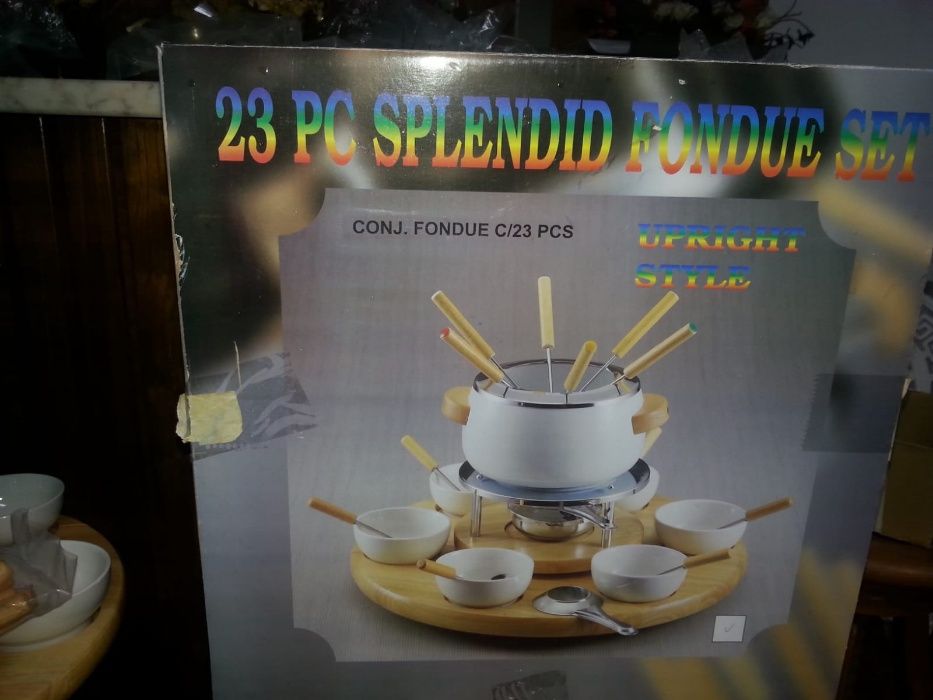 23 PC SPLENDID FONDUE SET
CONJ. FONDUE C/23 PCS
UPRIGHT
STYLE